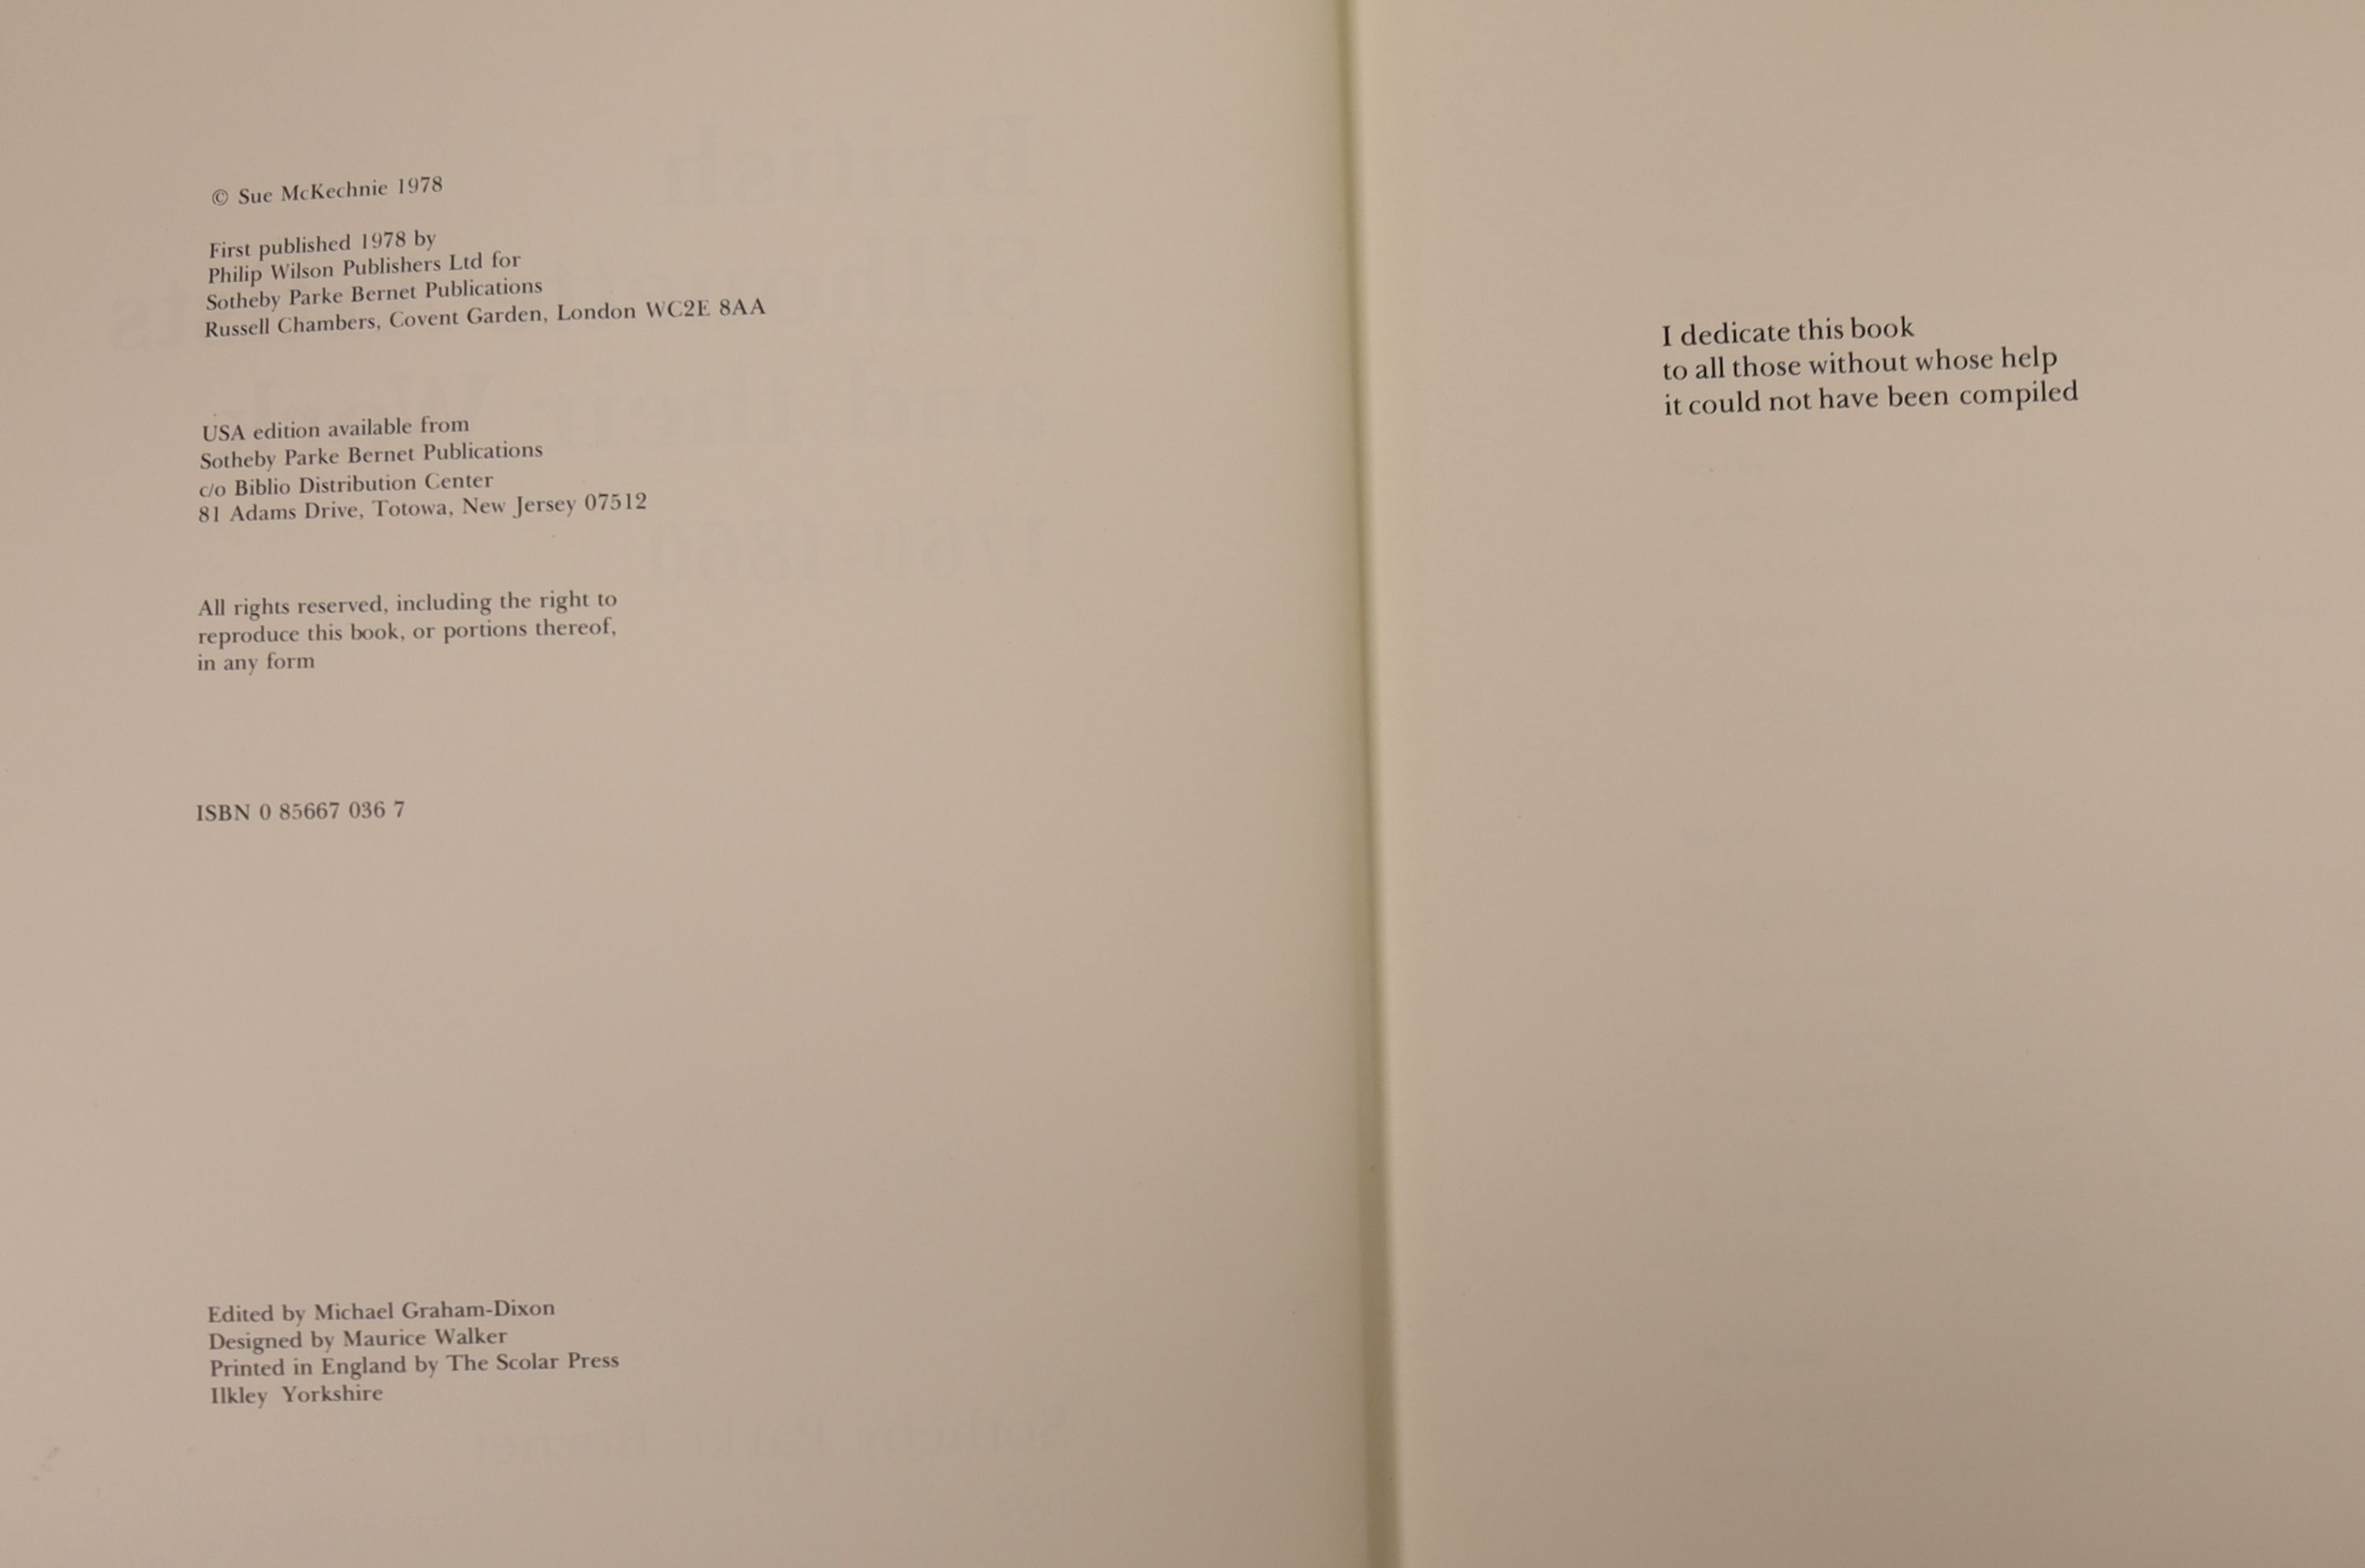 © Sue McKechnie 1978
First published 1978 by
Philip Wilson Publishers Ltd for
Sotheby Parke Bernet Publications
Russell Chambers, Covent Garden, London WC2E 8AA
USA edition available from
Sotheby Parke Bernet Publications
c/o Biblio Distribution Center
81 Adams Drive, Totowa, New Jersey 07512
All rights reserved, including the right to
reproduce this book, or portions thereof,
in any form
ISBN 0 85667 036 7
Edited by Michael Graham-Dixon
Designed by Maurice Walker
Printed in England by The Scolar Press
Ilkley Yorkshire
I dedicate this book
to all those without whose help
it could not have been compiled